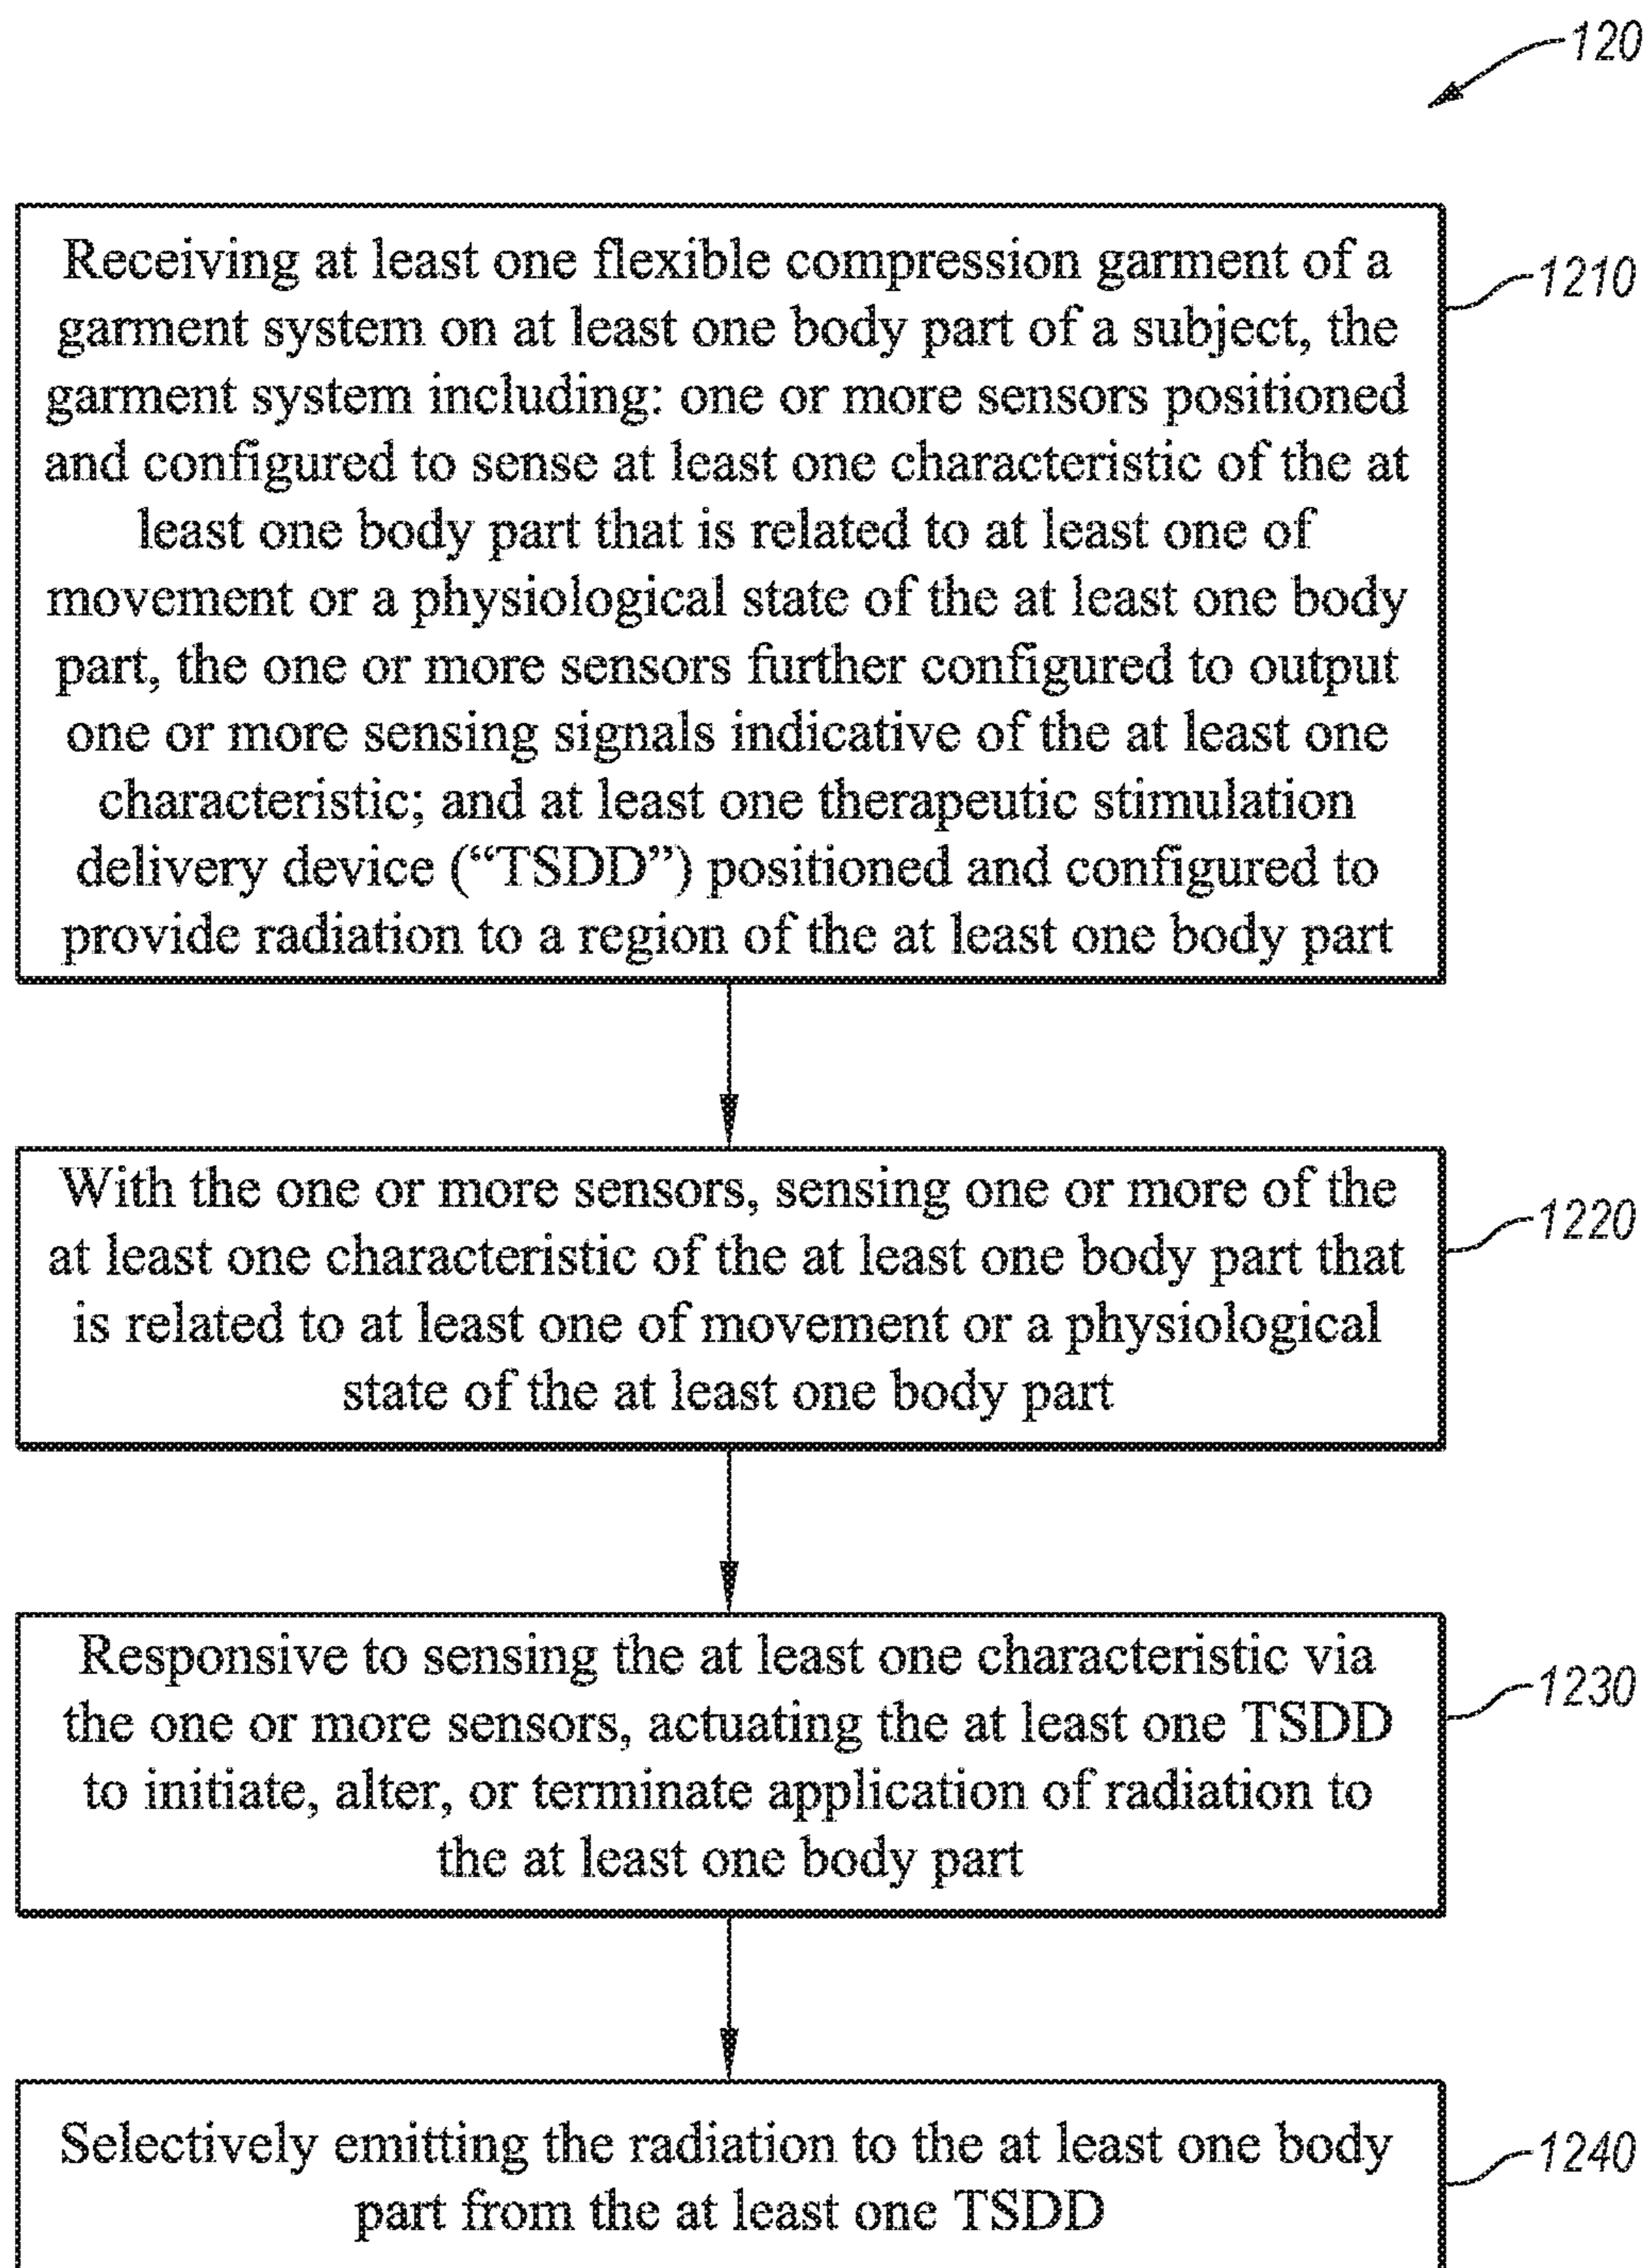 120
Receiving at least one flexible compression garment of a
garment system on at least one body part of a subject, the
garment system including: one or more sensors positioned
and configured to sense at least one characteristic of the at
least one body part that is related to at least one of
movement or a physiological state of the at least one body
part, the one or more sensors further configured to output
one or more sensing signals indicative of the at least one
characteristic; and at least one therapeutic stimulation
delivery device (“TSDD”) positioned and configured to
provide radiation to a region of the at least one body part
1210
With the one or more sensors, sensing one or more of the
at least one characteristic of the at least one body part that
is related to at least one of movement or a physiological
state of the at least one body part
1220
Responsive to sensing the at least one characteristic via
the one or more sensors, actuating the at least one TSDD
to initiate, alter, or terminate application of radiation to
the at least one body part
1230
Selectively emitting the radiation to the at least one body
part from the at least one TSDD
1240